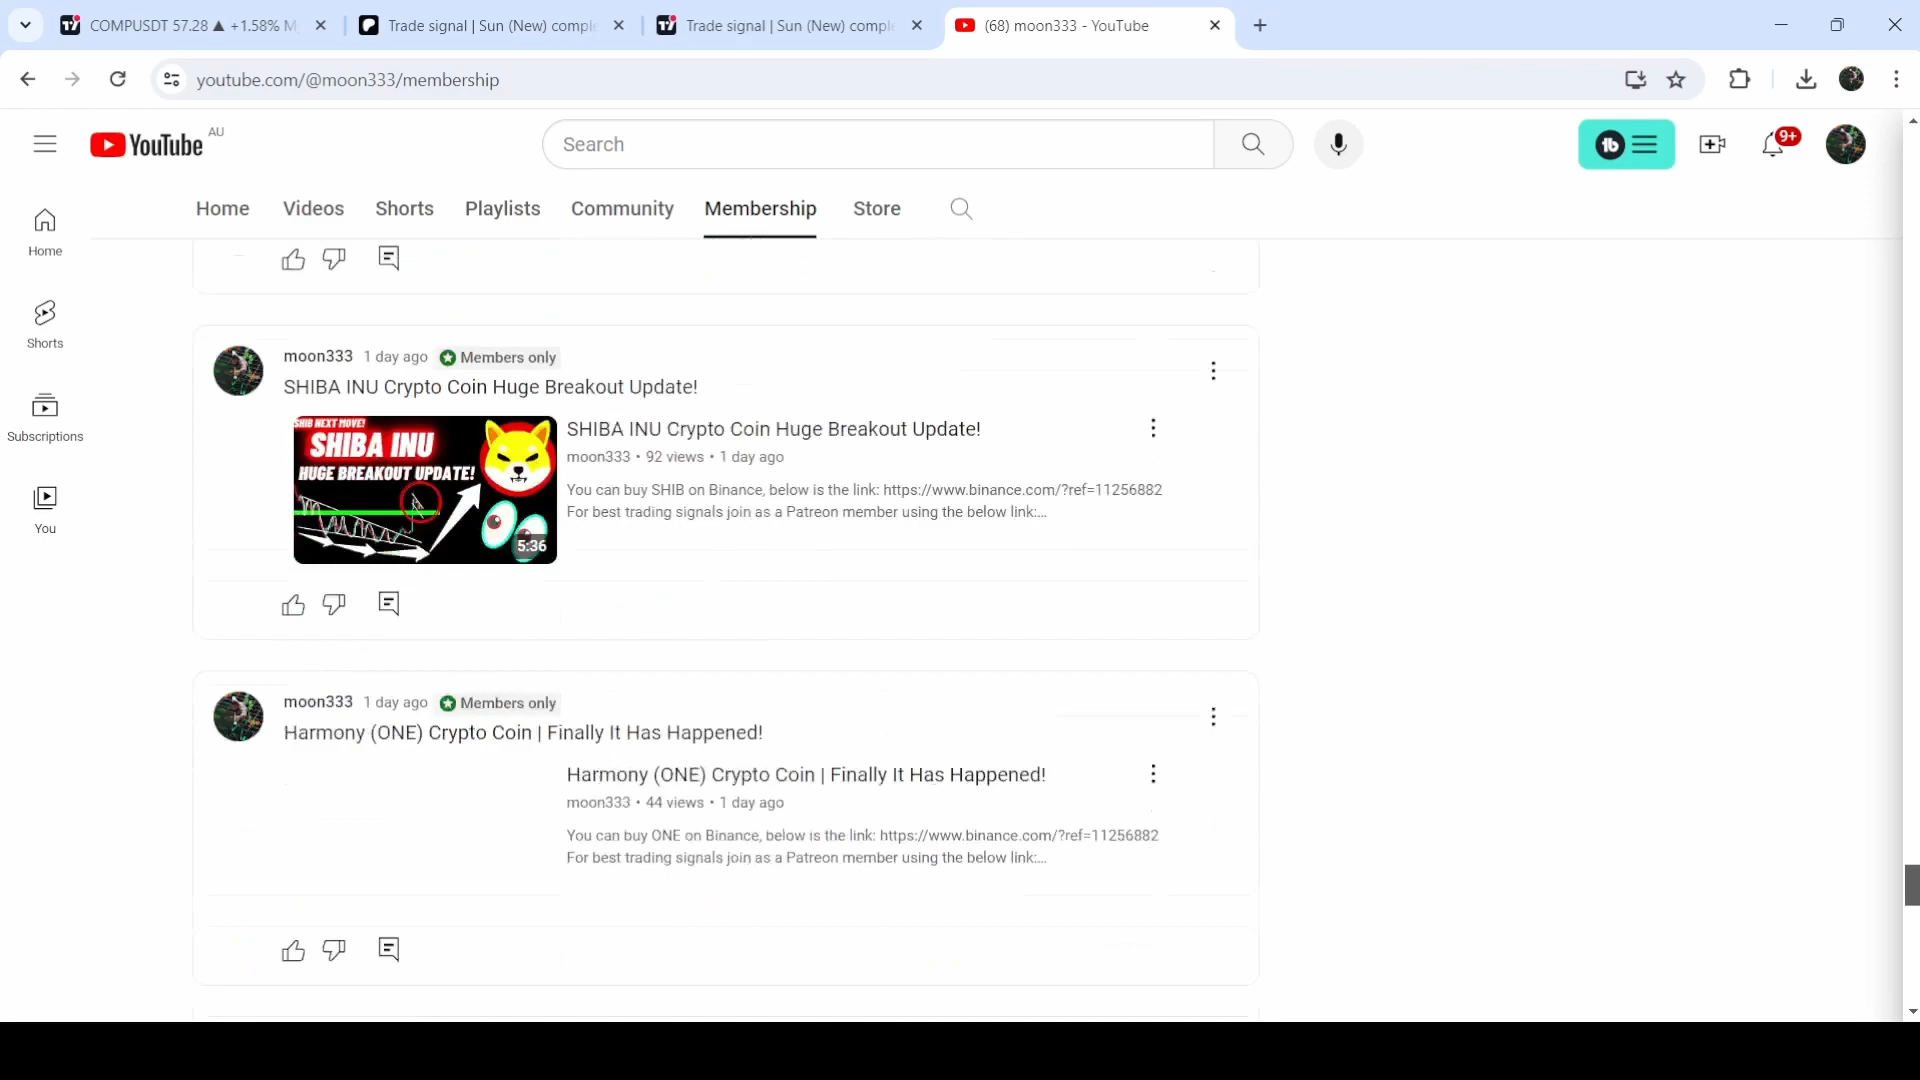 COMPUSDT 57.28 ▲ +1.58%
Trade signal | Sun (New) comple
Trade signal | Sun (New) comple
(68) moon333 - YouTube
youtube.com/@moon333/membership
YouTube AU
Search
9+
Home
Videos
Shorts
Playlists
Community
Membership
Store
Home
Shorts
Subscriptions
You
moon333 1 day ago Members only
SHIBA INU Crypto Coin Huge Breakout Update!
SHIB NEXT MOVE!
SHIBA INU
HUGE BREAKOUT UPDATE!
5:36
SHIBA INU Crypto Coin Huge Breakout Update!
moon333 • 92 views • 1 day ago
You can buy SHIB on Binance, below is the link: https://www.binance.com/?ref=11256882
For best trading signals join as a Patreon member using the below link:...
moon333 1 day ago Members only
Harmony (ONE) Crypto Coin | Finally It Has Happened!
Harmony (ONE) Crypto Coin | Finally It Has Happened!
moon333 • 44 views • 1 day ago
You can buy ONE on Binance, below is the link: https://www.binance.com/?ref=11256882
For best trading signals join as a Patreon member using the below link:...